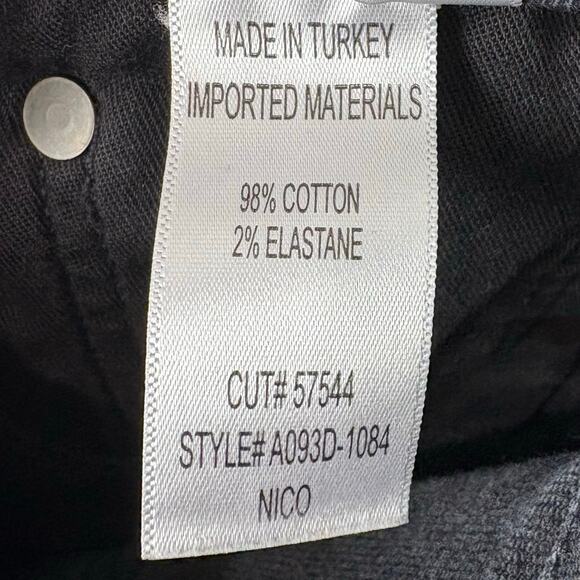 MADE IN TURKEY
IMPORTED MATERIALS
98% COTTON
2% ELASTANE
CUT# 57544
STYLE# A093D-1084
NICO